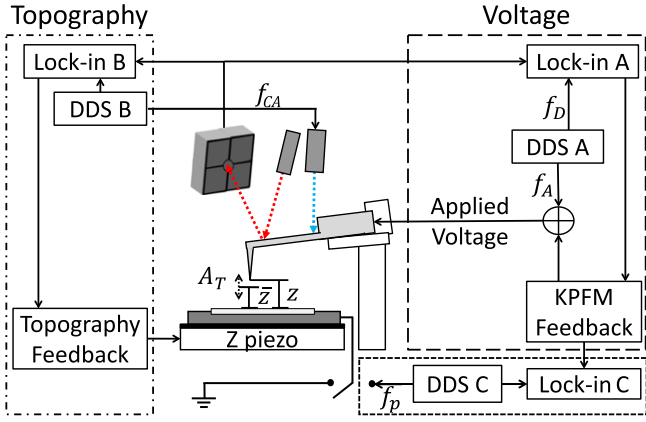 Topography
Voltage
Lock-in B
Lock-in A
DDS B
f_CA
f_D
DDS A
f_A
Applied
Voltage
A_T
z̄
z
Topography
Feedback
Z piezo
KPFM
Feedback
f_p
DDS C
Lock-in C